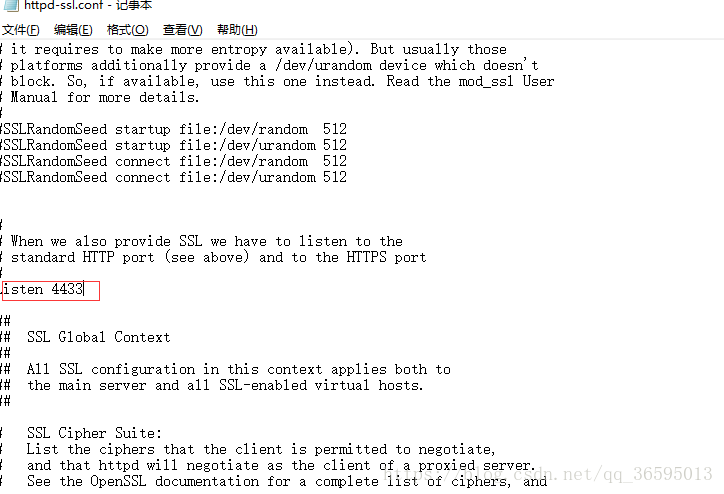 httpd-ssl.conf - 记事本
文件(F) 编辑(E) 格式(O) 查看(V) 帮助(H)
# it requires to make more entropy available). But usually those
# platforms additionally provide a /dev/urandom device which doesn't
# block. So, if available, use this one instead. Read the mod_ssl User
# Manual for more details.
#
#SSLRandomSeed startup file:/dev/random  512
#SSLRandomSeed startup file:/dev/urandom 512
#SSLRandomSeed connect file:/dev/random  512
#SSLRandomSeed connect file:/dev/urandom 512
#
# When we also provide SSL we have to listen to the
# standard HTTP port (see above) and to the HTTPS port
#
Listen 4433
##
##  SSL Global Context
##
##  All SSL configuration in this context applies both to
##  the main server and all SSL-enabled virtual hosts.
##
#   SSL Cipher Suite:
#   List the ciphers that the client is permitted to negotiate,
#   and that httpd will negotiate as the client of a proxied server.
#   See the OpenSSL documentation for a complete list of ciphers, and
https://blog.csdn.net/qq_36595013